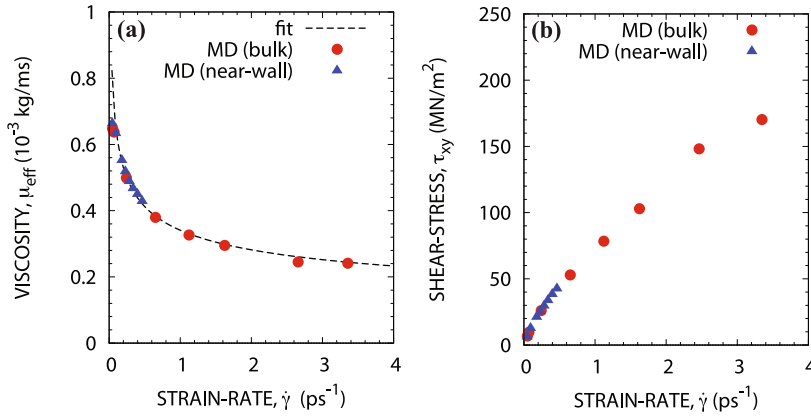 (a)
fit
MD (bulk)
MD (near-wall)
1
0.8
0.6
0.4
0.2
0
0
1
2
3
4
VISCOSITY, μeff (10⁻³ kg/ms)
STRAIN-RATE, γ̇ (ps⁻¹)
(b)
MD (bulk)
MD (near-wall)
250
200
150
100
50
0
0
1
2
3
4
SHEAR-STRESS, τxy (MN/m²)
STRAIN-RATE, γ̇ (ps⁻¹)